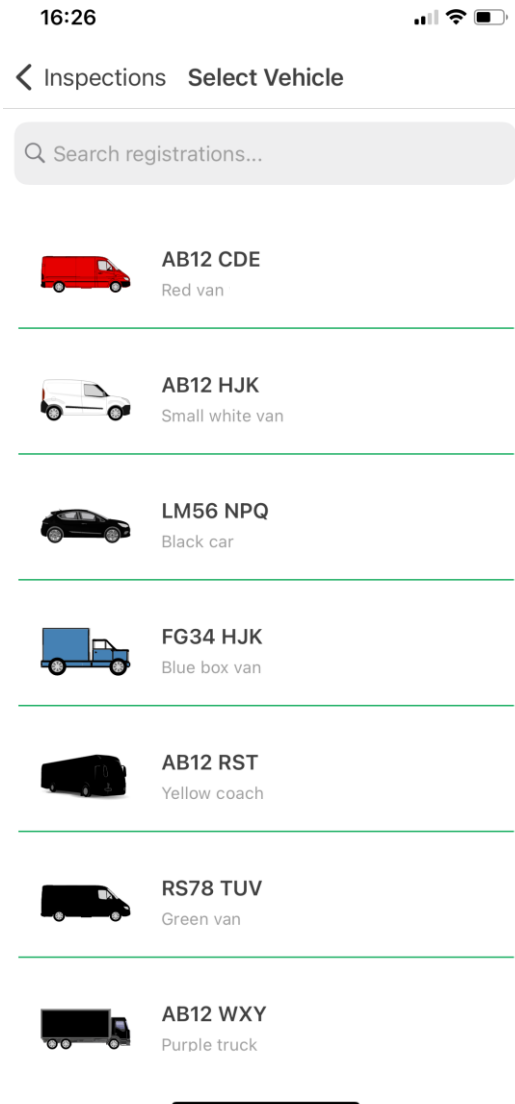 16:26
Inspections Select Vehicle
Search registrations...
AB12 CDE
Red van
AB12 HJK
Small white van
LM56 NPQ
Black car
FG34 HJK
Blue box van
AB12 RST
Yellow coach
RS78 TUV
Green van
AB12 WXY
Purple truck